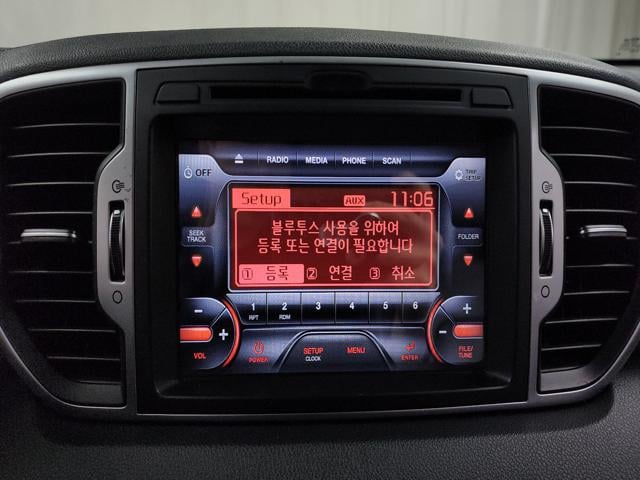 RADIO MEDIA PHONE SCAN
OFF
TRIP
SETUP
Setup AUX 11:06
블루투스 사용을 위하여
등록 또는 연결이 필요합니다
① 등록 ② 연결 ③ 취소
SEEK
TRACK
FOLDER
1 2 3 4 5 6
RPT RDM
− + VOL
+ − FILE/
TUNE
POWER SETUP MENU ENTER
CLOCK